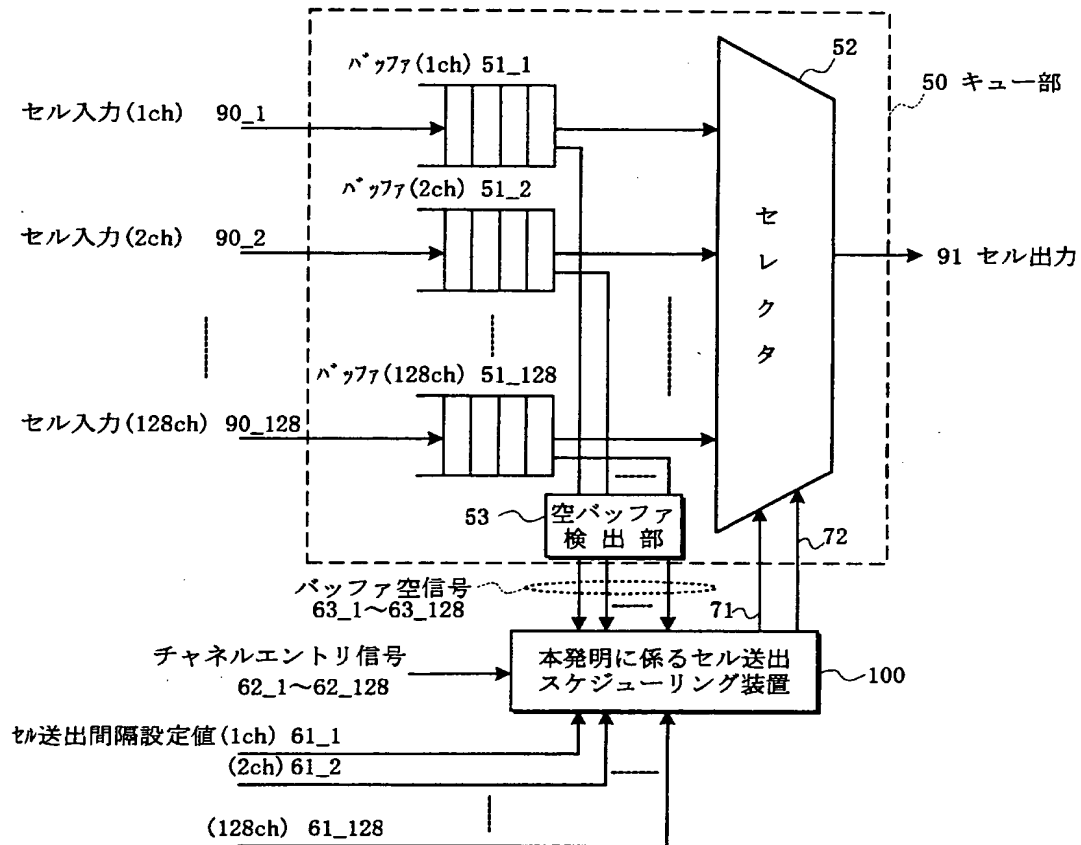 バッファ(1ch) 51_1
52
50 キュー部
セル入力(1ch) 90_1
バッファ(2ch) 51_2
セル入力(2ch) 90_2
セレクタ
91 セル出力
バッファ(128ch) 51_128
セル入力(128ch) 90_128
53
空バッファ
検出部
72
バッファ空信号
63_1～63_128
71
チャネルエントリ信号
62_1～62_128
本発明に係るセル送出
スケジューリング装置
100
セル送出間隔設定値(1ch) 61_1
(2ch) 61_2
(128ch) 61_128